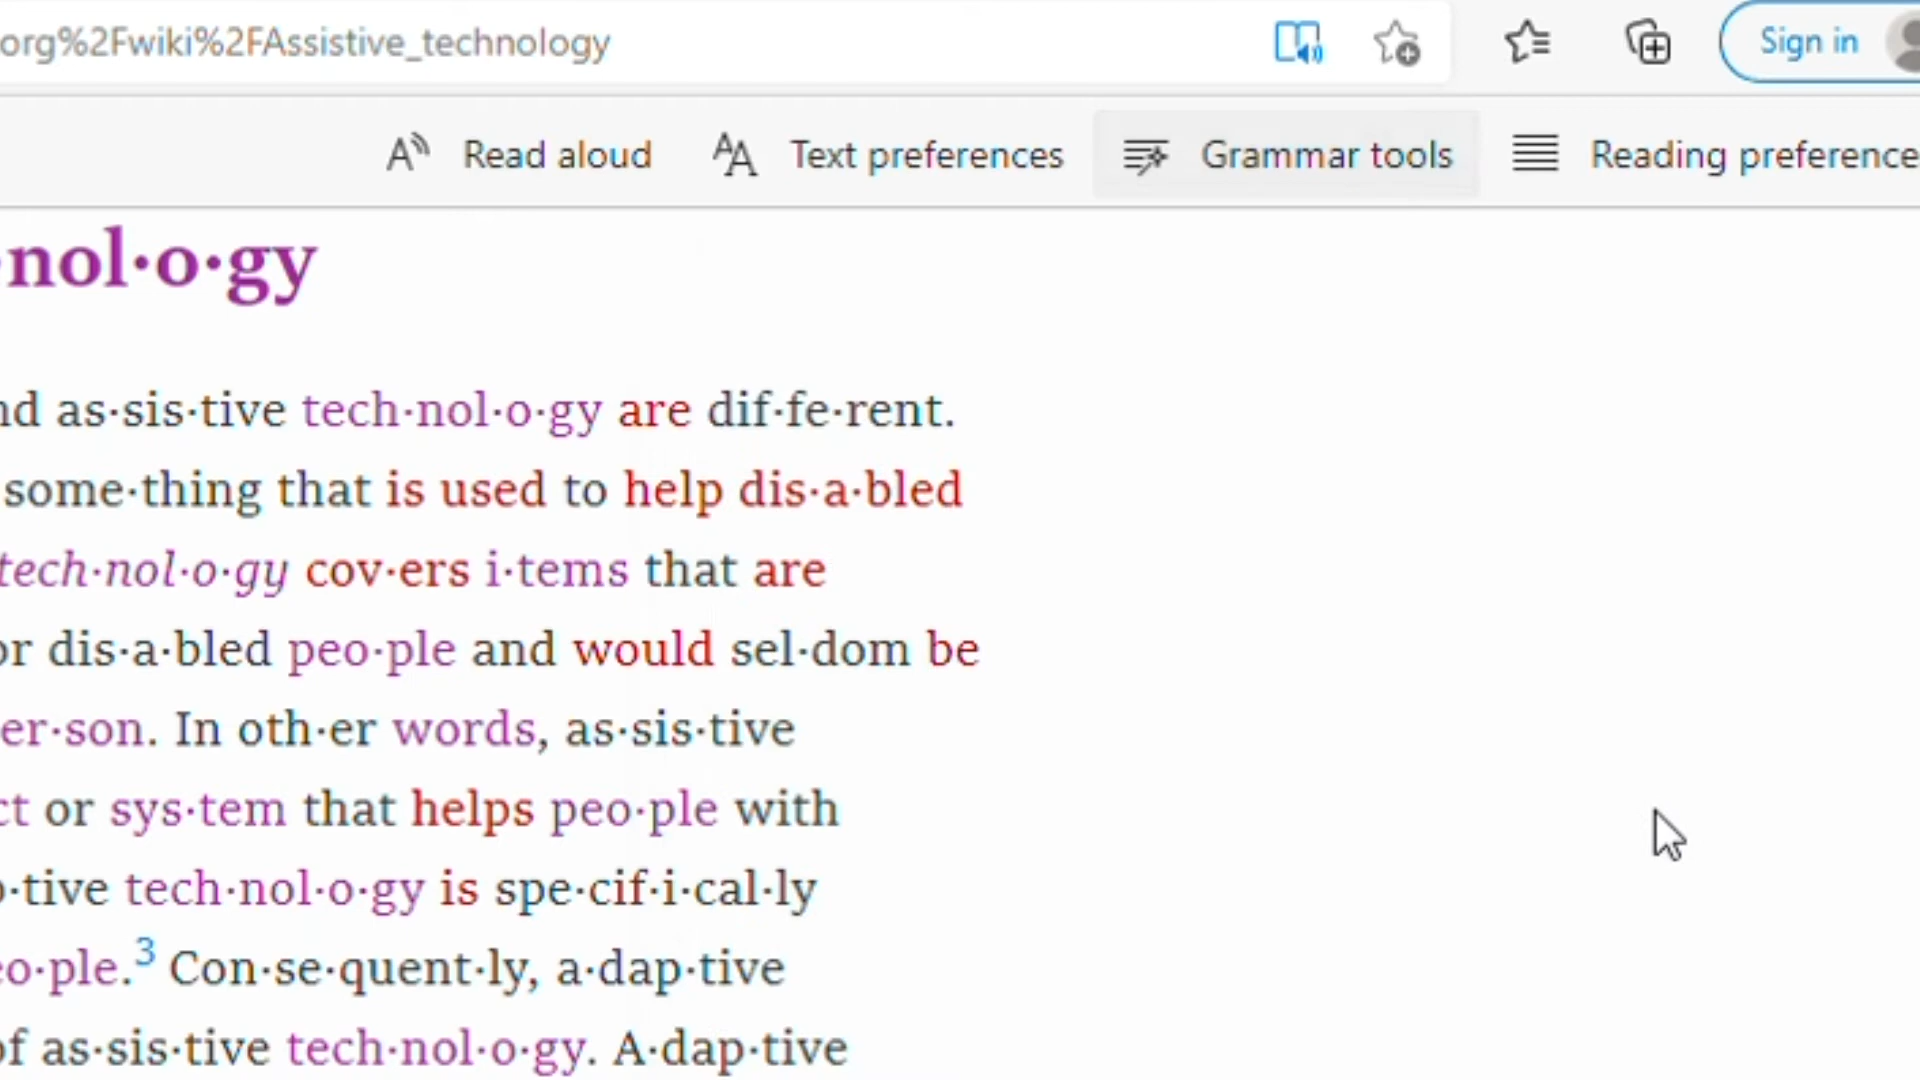 org%2Fwiki%2FAssistive_technology
Sign in
Read aloud
Text preferences
Grammar tools
Reading preference
·nol·o·gy
nd as·sis·tive tech·nol·o·gy are dif·fe·rent.
some·thing that is used to help dis·a·bled
tech·nol·o·gy cov·ers i·tems that are
or dis·a·bled peo·ple and would sel·dom be
er·son. In oth·er words, as·sis·tive
ct or sys·tem that helps peo·ple with
·tive tech·nol·o·gy is spe·cif·i·cal·ly
eo·ple.3 Con·se·quent·ly, a·dap·tive
of as·sis·tive tech·nol·o·gy. A·dap·tive